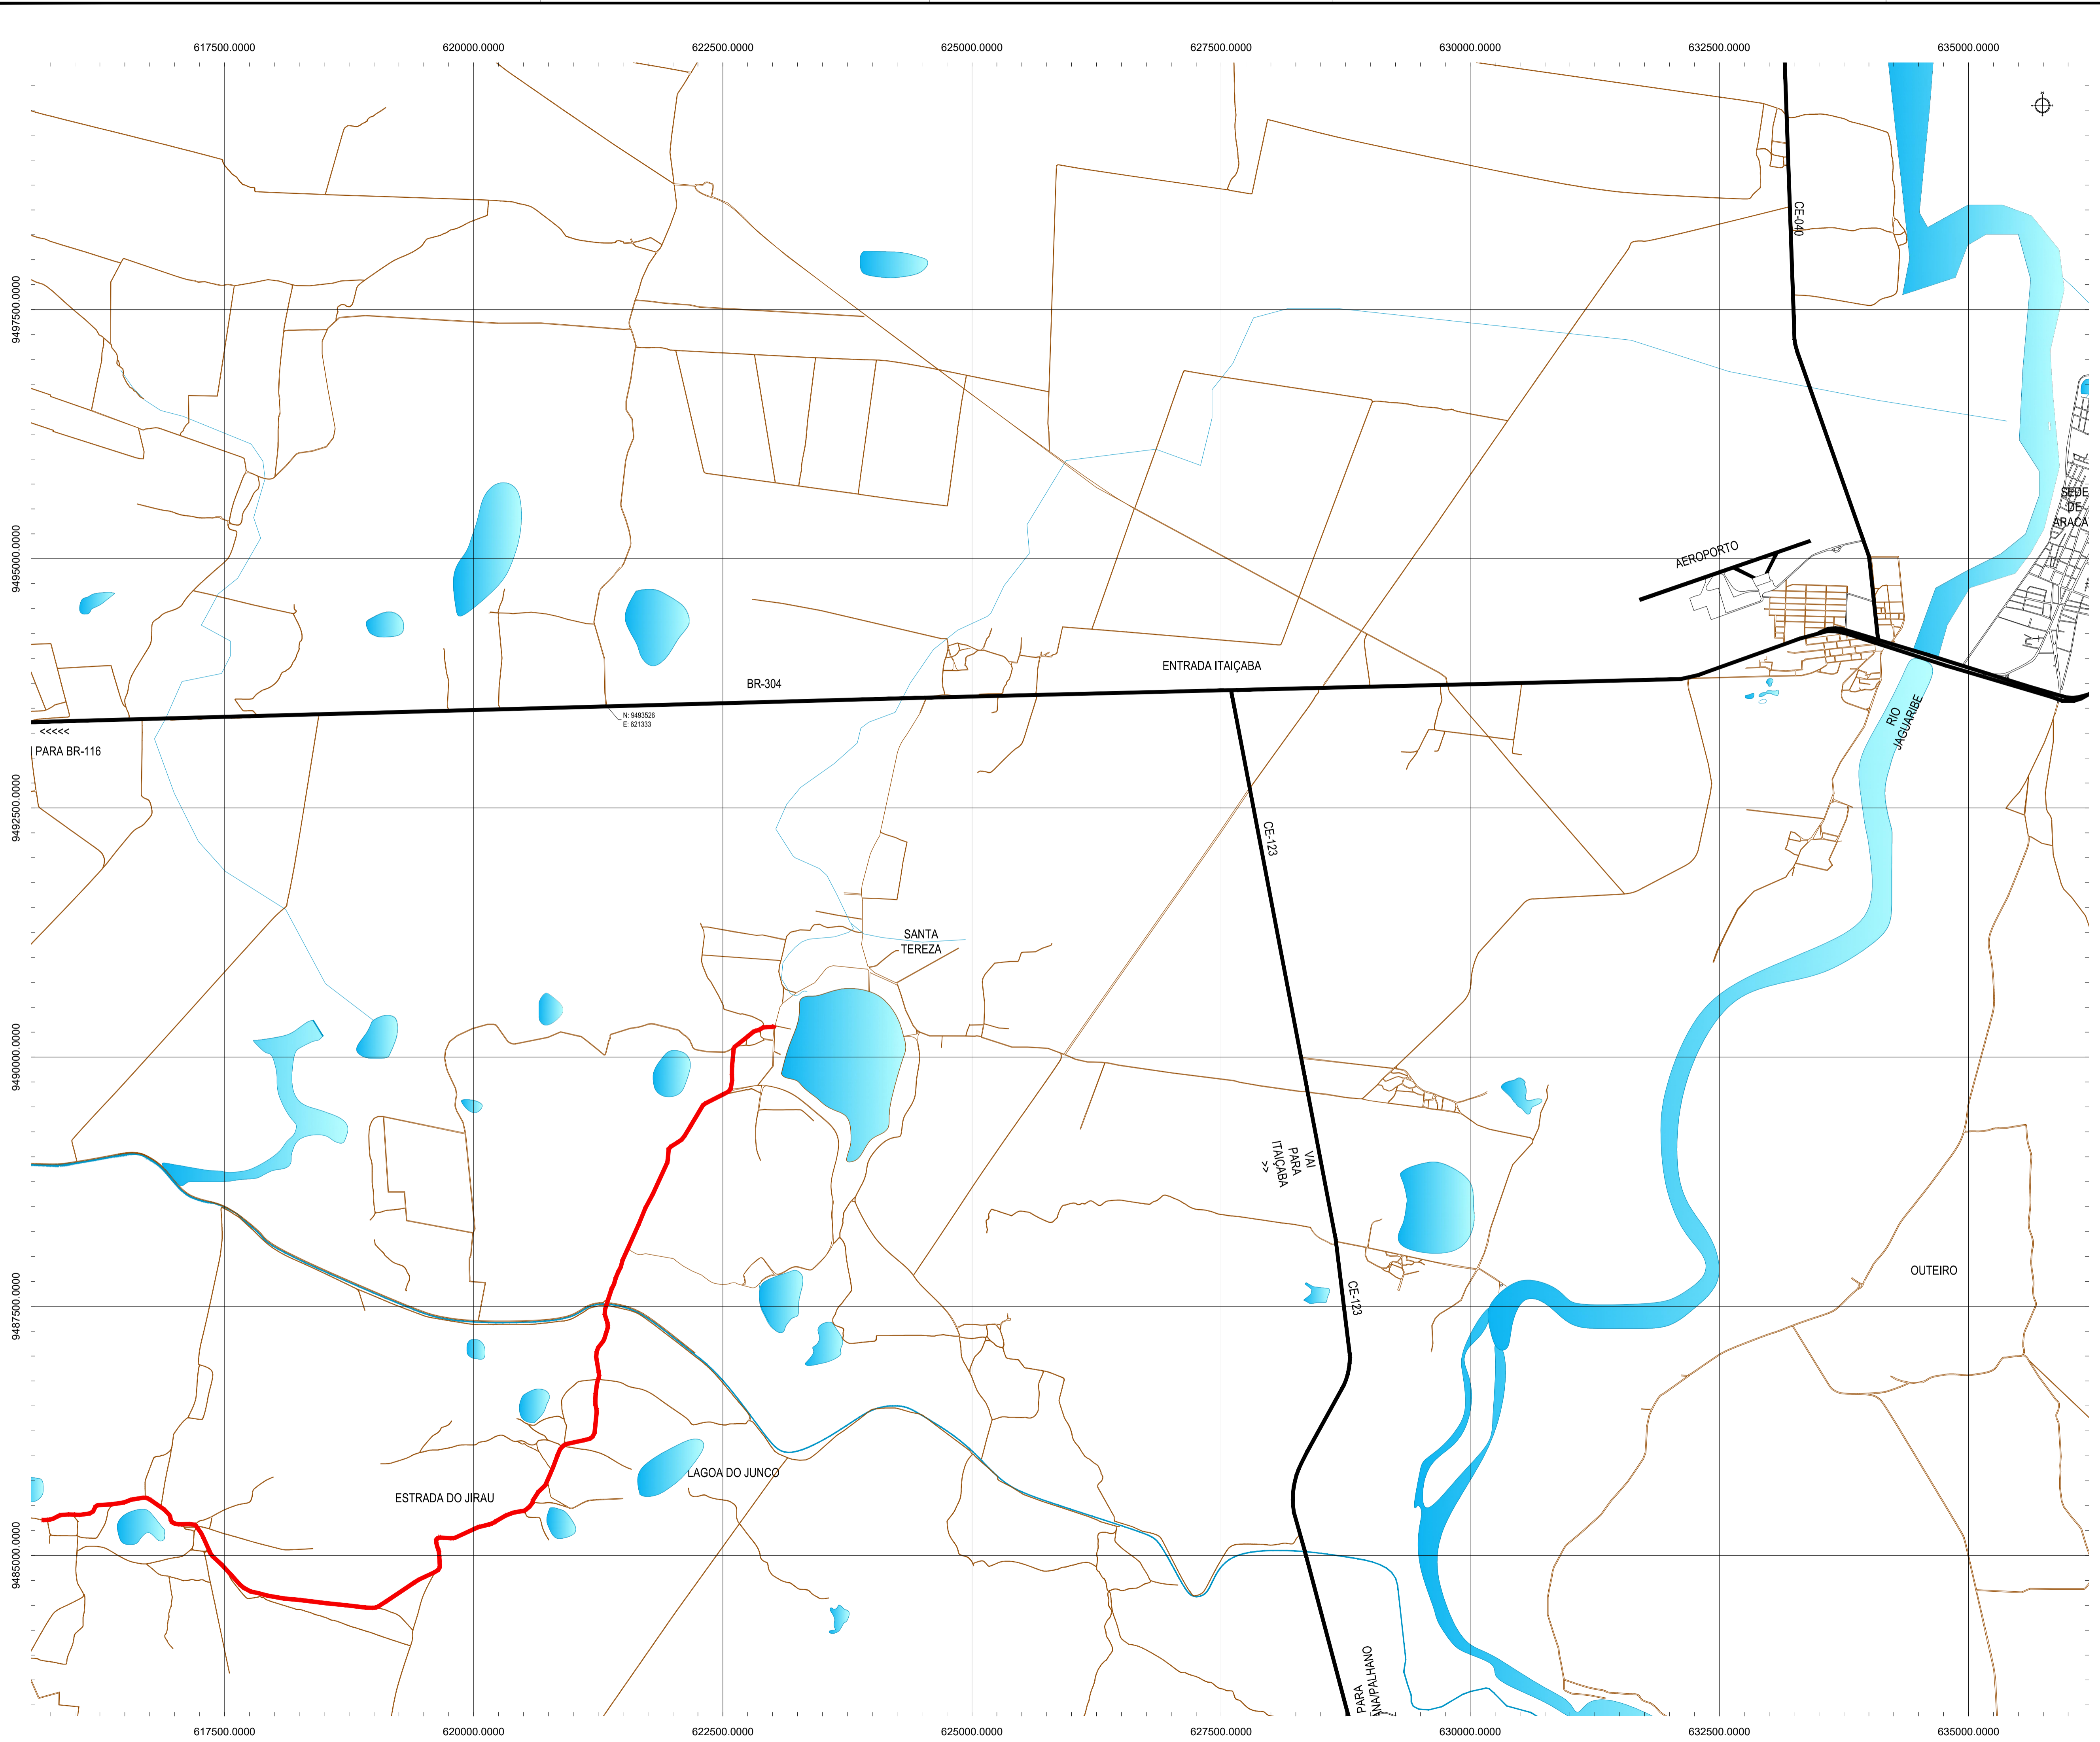 617500.0000
620000.0000
622500.0000
625000.0000
627500.0000
630000.0000
632500.0000
635000.0000
N
CE-040
9497500.0000
SEDE
DE
ARACA
9495000.0000
AEROPORTO
ENTRADA ITAIÇABA
BR-304
N: 9493526
E: 621333
<<<<<
PARA BR-116
RIO
JAGUARIBE
9492500.0000
CE-123
SANTA
TEREZA
9490000.0000
VAI
PARA
ITAIÇABA
>>
OUTEIRO
CE-123
9487500.0000
LAGOA DO JUNCO
ESTRADA DO JIRAU
9485000.0000
PARA
ANA/PALHANO
617500.0000
620000.0000
622500.0000
625000.0000
627500.0000
630000.0000
632500.0000
635000.0000